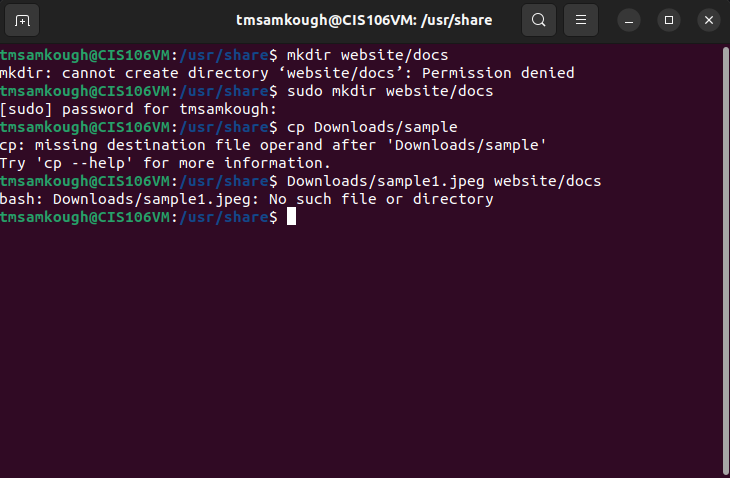 tmsamkough@CIS106VM: /usr/share
tmsamkough@CIS106VM:/usr/share$ mkdir website/docs
mkdir: cannot create directory ‘website/docs’: Permission denied
tmsamkough@CIS106VM:/usr/share$ sudo mkdir website/docs
[sudo] password for tmsamkough:
tmsamkough@CIS106VM:/usr/share$ cp Downloads/sample
cp: missing destination file operand after 'Downloads/sample'
Try 'cp --help' for more information.
tmsamkough@CIS106VM:/usr/share$ Downloads/sample1.jpeg website/docs
bash: Downloads/sample1.jpeg: No such file or directory
tmsamkough@CIS106VM:/usr/share$